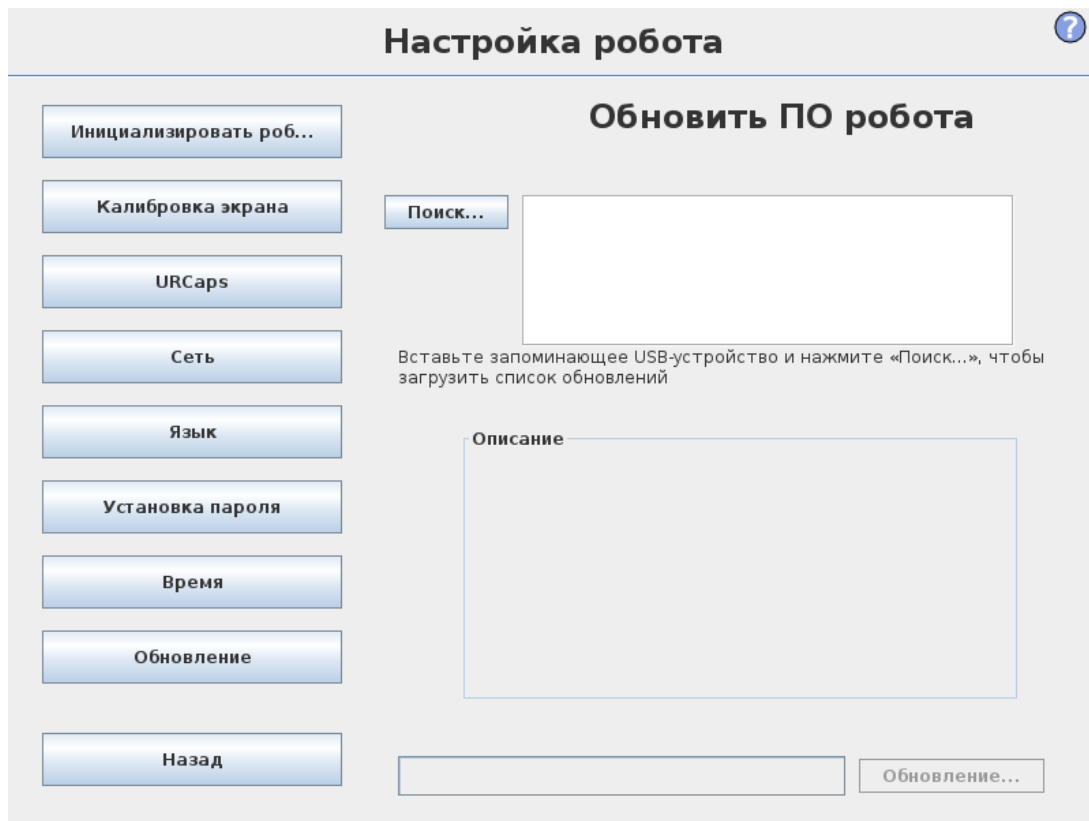 Настройка робота
?
Инициализировать роб...
Калибровка экрана
URCaps
Сеть
Язык
Установка пароля
Время
Обновление
Назад
Обновить ПО робота
Поиск...
Вставьте запоминающее USB-устройство и нажмите «Поиск...», чтобы
загрузить список обновлений
Описание
Обновление...